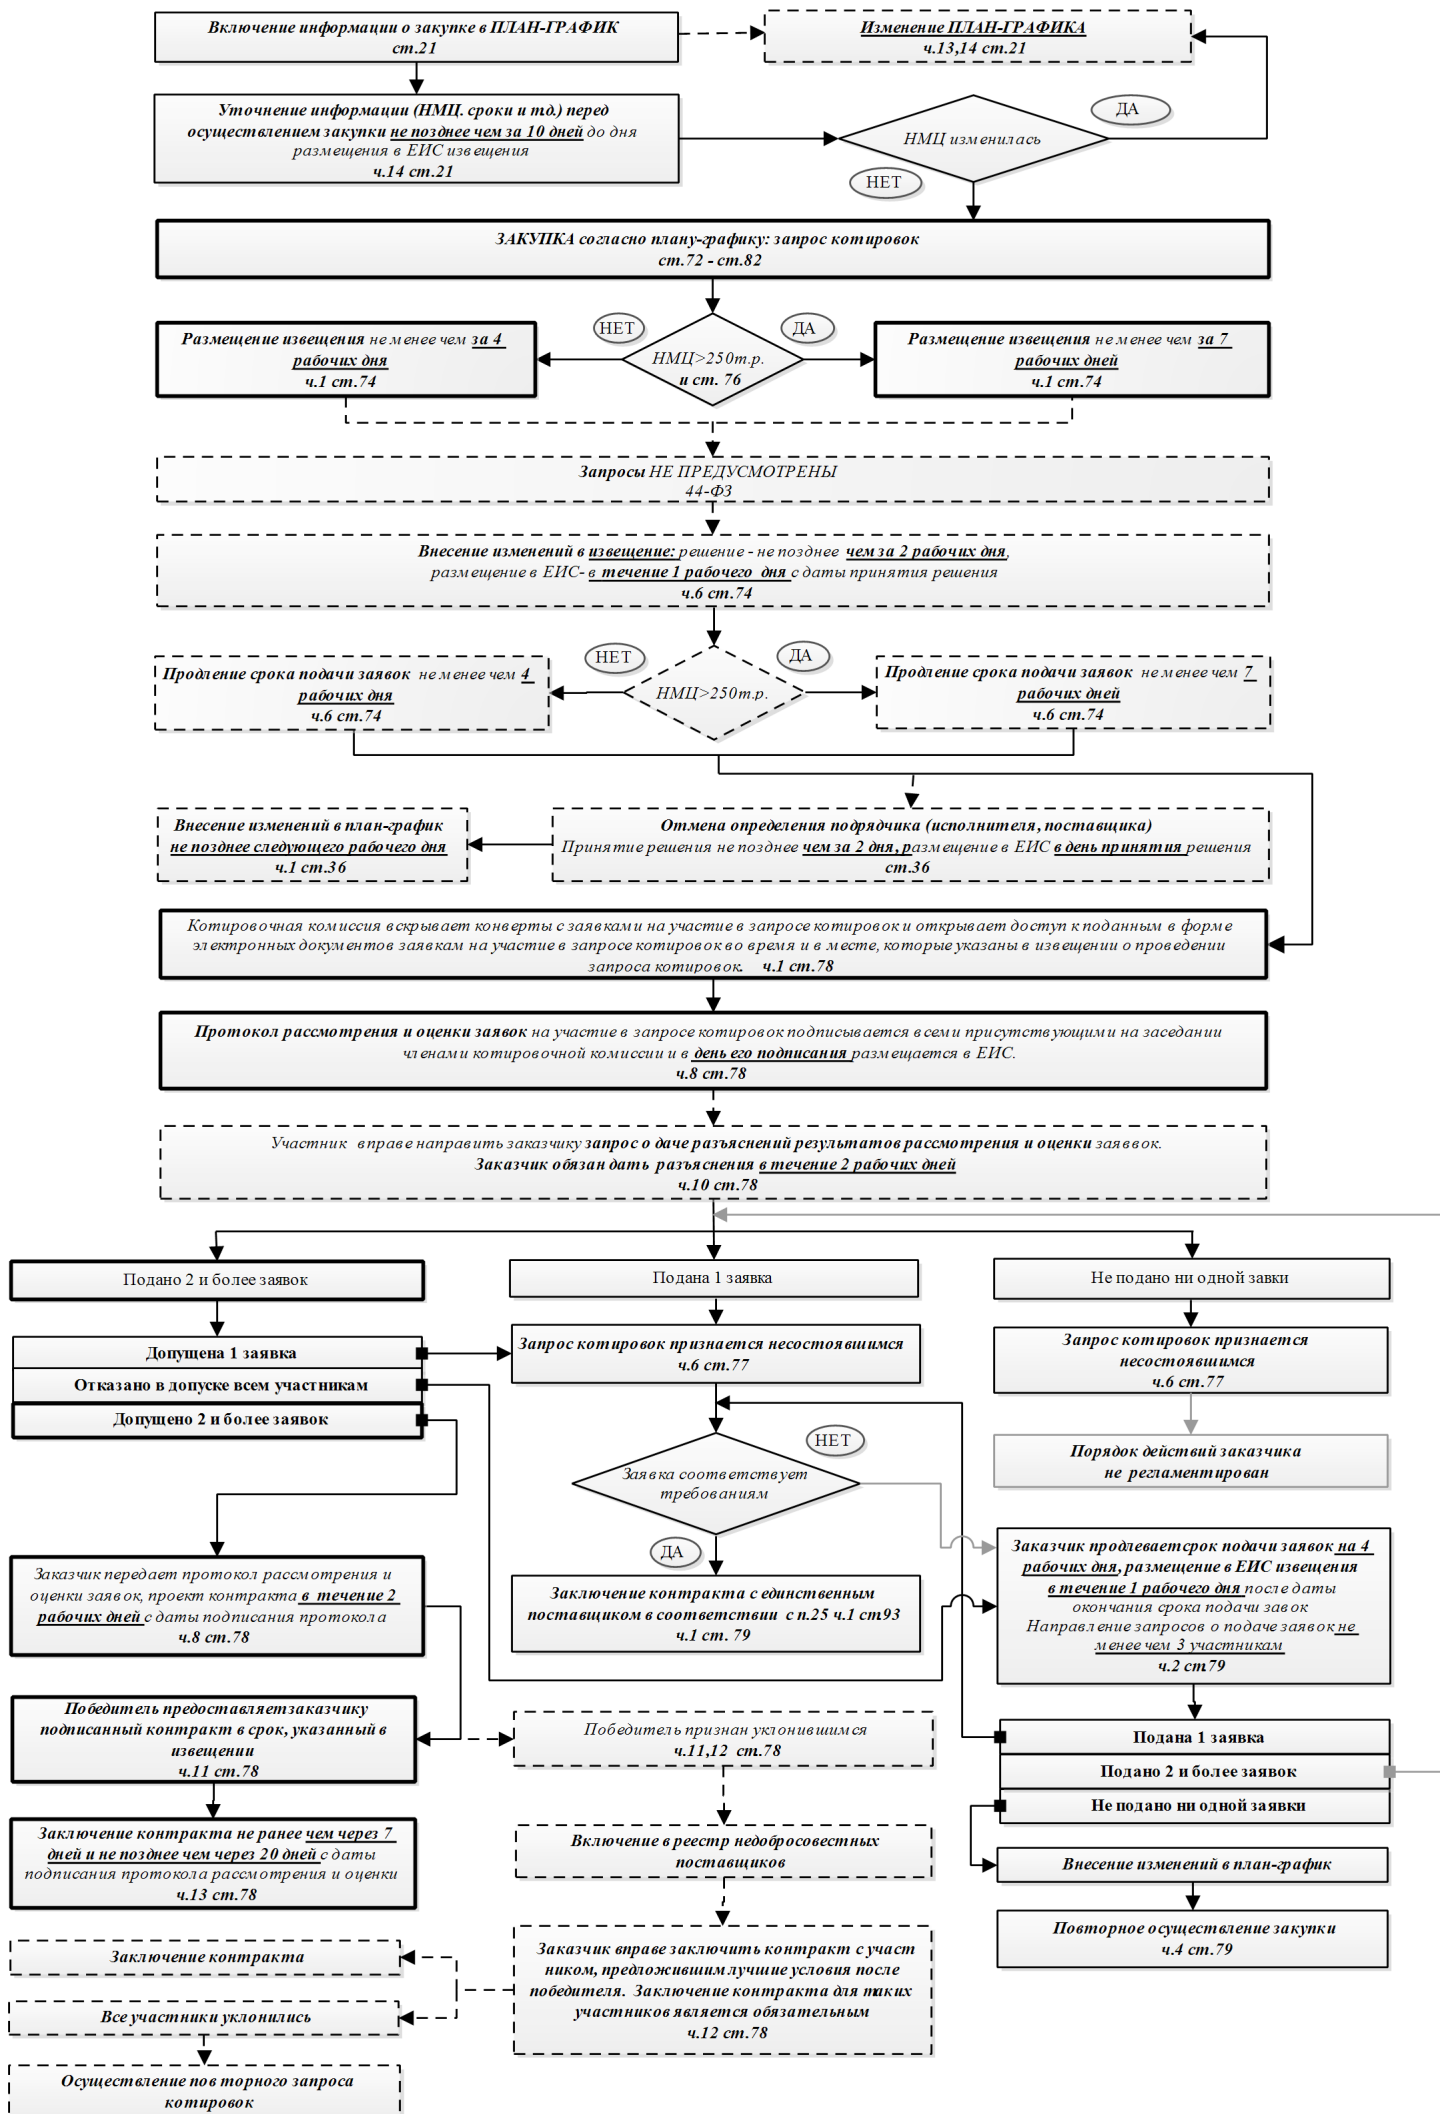 Включение информации о закупке в ПЛАН-ГРАФИК
ст.21
Изменение ПЛАН-ГРАФИКА
ч.13,14 ст.21
Уточнение информации (НМЦ. сроки и тд.) перед
осуществлением закупки не позднее чем за 10 дней до дня
размещения в ЕИС извещения
ч.14 ст.21
НМЦ изменилась
ДА
НЕТ
ЗАКУПКА согласно плану-графику: запрос котировок
ст.72 - ст.82
НЕТ
ДА
Размещение извещения не менее чем за 4
рабочих дня
ч.1 ст.74
НМЦ>250т.р.
и ст. 76
Размещение извещения не менее чем за 7
рабочих дней
ч.1 ст.74
Запросы НЕ ПРЕДУСМОТРЕНЫ
44-ФЗ
Внесение изменений в извещение: решение - не позднее чем за 2 рабочих дня,
размещение в ЕИС- в течение 1 рабочего дня с даты принятия решения
ч.6 ст.74
НЕТ
ДА
Продление срока подачи заявок не менее чем 4
рабочих дня
ч.6 ст.74
НМЦ>250т.р.
Продление срока подачи заявок не менее чем 7
рабочих дней
ч.6 ст.74
Внесение изменений в план-график
не позднее следующего рабочего дня
ч.1 ст.36
Отмена определения подрядчика (исполнителя, поставщика)
Принятие решения не позднее чем за 2 дня, размещение в ЕИС в день принятия решения
ст.36
Котировочная комиссия вскрывает конверты с заявками на участие в запросе котировок и открывает доступ к поданным в форме
электронных документов заявкам на участие в запросе котировок во время и в месте, которые указаны в извещении о проведении
запроса котировок. ч.1 ст.78
Протокол рассмотрения и оценки заявок на участие в запросе котировок подписывается всеми присутствующими на заседании
членами котировочной комиссии и в день его подписания размещается в ЕИС.
ч.8 ст.78
Участник вправе направить заказчику запрос о даче разъяснений результатов рассмотрения и оценки заяввок.
Заказчик обязан дать разъяснения в течение 2 рабочих дней
ч.10 ст.78
Подано 2 и более заявок
Подана 1 заявка
Не подано ни одной завки
Допущена 1 заявка
Отказано в допуске всем участникам
Допущено 2 и более заявок
Запрос котировок признается несостоявшимся
ч.6 ст.77
Запрос котировок признается
несостоявшимся
ч.6 ст.77
НЕТ
Заявка соответствует
требованиям
ДА
Порядок действий заказчика
не регламентирован
Заказчик передает протокол рассмотрения и
оценки заявок, проект контракта в течение 2
рабочих дней с даты подписания протокола
ч.8 ст.78
Заключение контракта с единственным
поставщиком в соответствии с п.25 ч.1 ст93
ч.1 ст. 79
Заказчик продлеваетсрок подачи заявок на 4
рабочих дня, размещение в ЕИС извещения
в течение 1 рабочего дня после даты
окончания срока подачи завок
Направление запросов о подаче заявок не
менее чем 3 участникам
ч.2 ст79
Победитель предоставляетзаказчику
подписанный контракт в срок, указанный в
извещении
ч.11 ст.78
Победитель признан уклонившимся
ч.11,12 ст.78
Подана 1 заявка
Подано 2 и более заявок
Не подано ни одной заявки
Заключение контракта не ранее чем через 7
дней и не позднее чем через 20 дней с даты
подписания протокола рассмотрения и оценки
ч.13 ст.78
Включение в реестр недобросовестных
поставщиков
Внесение изменений в план-график
Повторное осуществление закупки
ч.4 ст.79
Заключение контракта
Все участники уклонились
Заказчик вправе заключить контракт с участ
ником, предложившим лучшие условия после
победителя. Заключение контракта для таких
участников является обязательным
ч.12 ст.78
Осуществление пов торного запроса
котировок